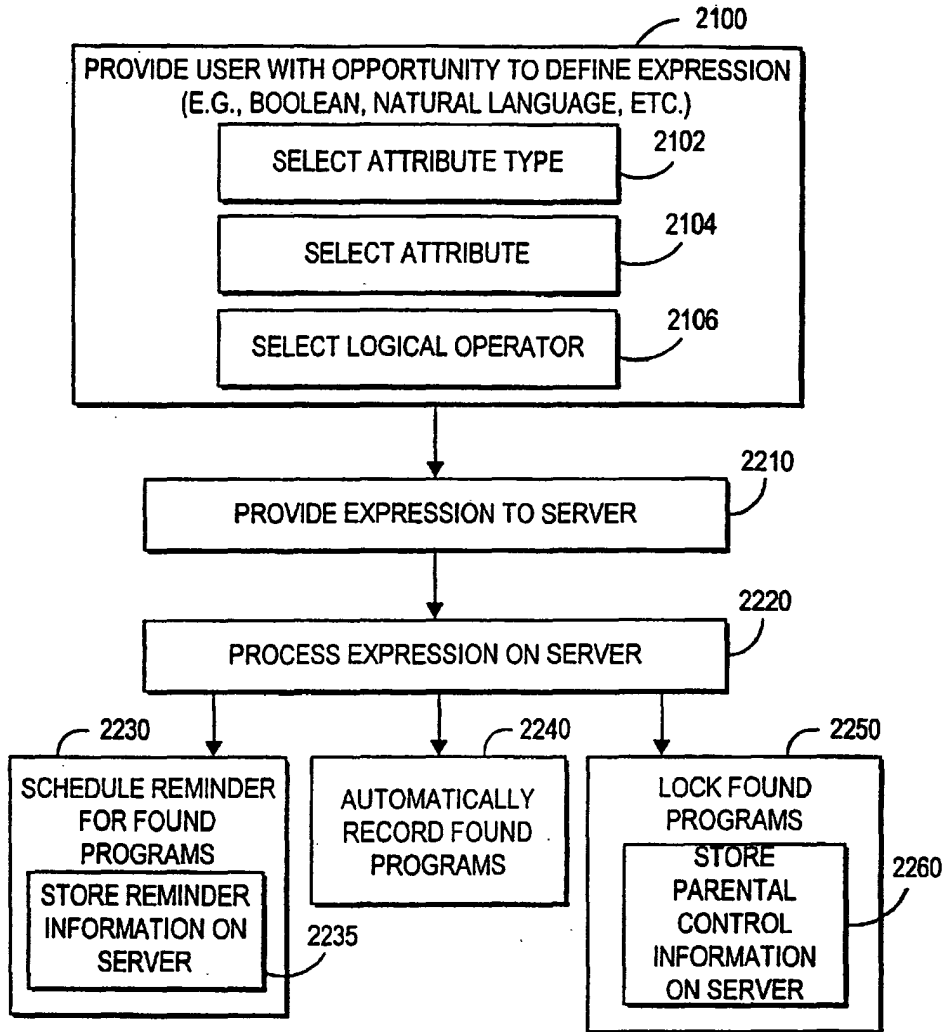 2100
PROVIDE USER WITH OPPORTUNITY TO DEFINE EXPRESSION
(E.G., BOOLEAN, NATURAL LANGUAGE, ETC.)
SELECT ATTRIBUTE TYPE
2102
SELECT ATTRIBUTE
2104
SELECT LOGICAL OPERATOR
2106
PROVIDE EXPRESSION TO SERVER
2210
PROCESS EXPRESSION ON SERVER
2220
2230
SCHEDULE REMINDER
FOR FOUND
PROGRAMS
STORE REMINDER
INFORMATION ON
SERVER
2235
2240
AUTOMATICALLY
RECORD FOUND
PROGRAMS
2250
LOCK FOUND
PROGRAMS
STORE
PARENTAL
CONTROL
INFORMATION
ON SERVER
2260